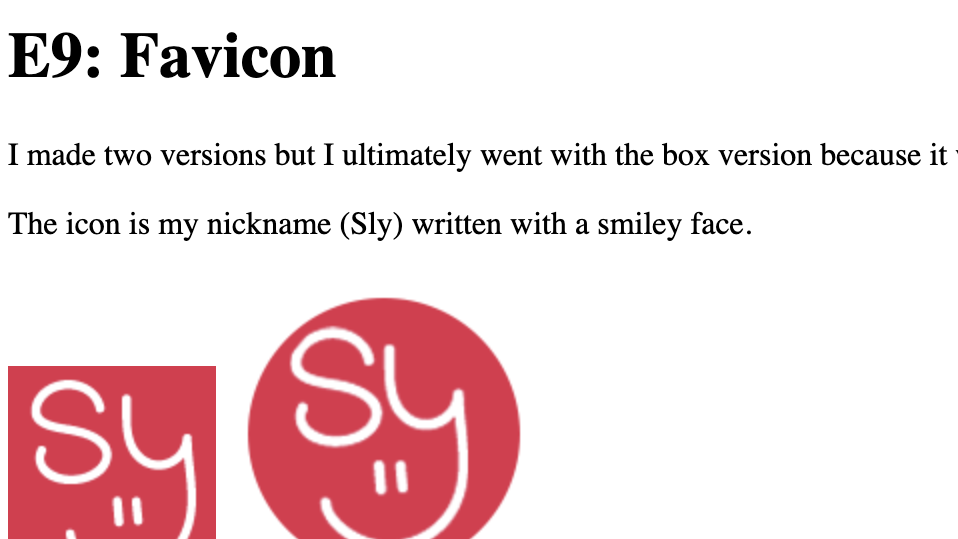 E9: Favicon
I made two versions but I ultimately went with the box version because it
The icon is my nickname (Sly) written with a smiley face.
Sy
Sy